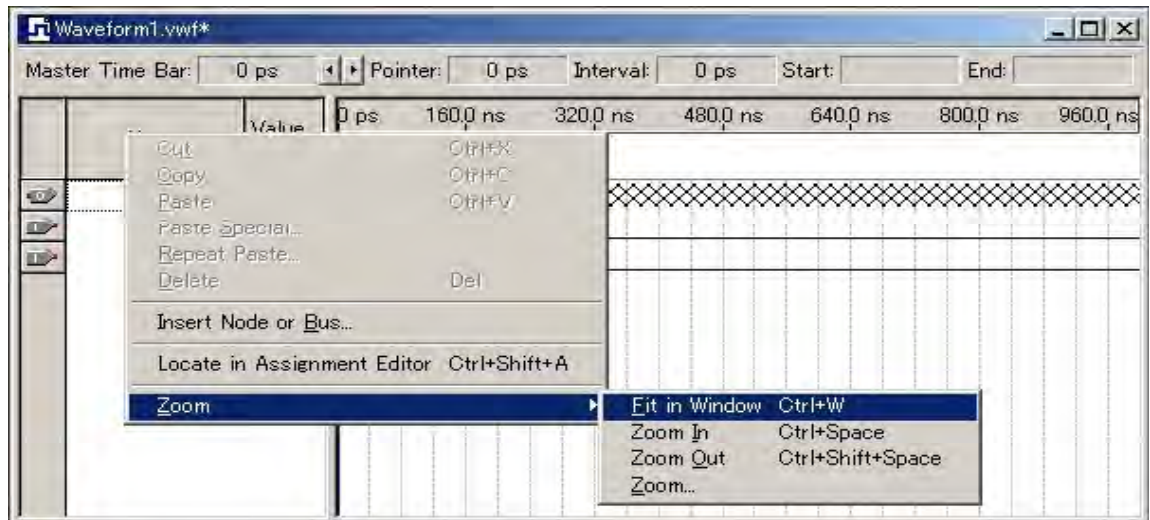 Waveform1.vwf*
Master Time Bar: 0 ps Pointer: 0 ps Interval: 0 ps Start: End:
Value 0 ps 160.0 ns 320.0 ns 480.0 ns 640.0 ns 800.0 ns 960.0 ns
Cut Ctrl+X
Copy Ctrl+C
Paste Ctrl+V
Paste Special...
Repeat Paste...
Delete Del
Insert Node or Bus...
Locate in Assignment Editor Ctrl+Shift+A
Zoom
Fit in Window Ctrl+W
Zoom In Ctrl+Space
Zoom Out Ctrl+Shift+Space
Zoom...